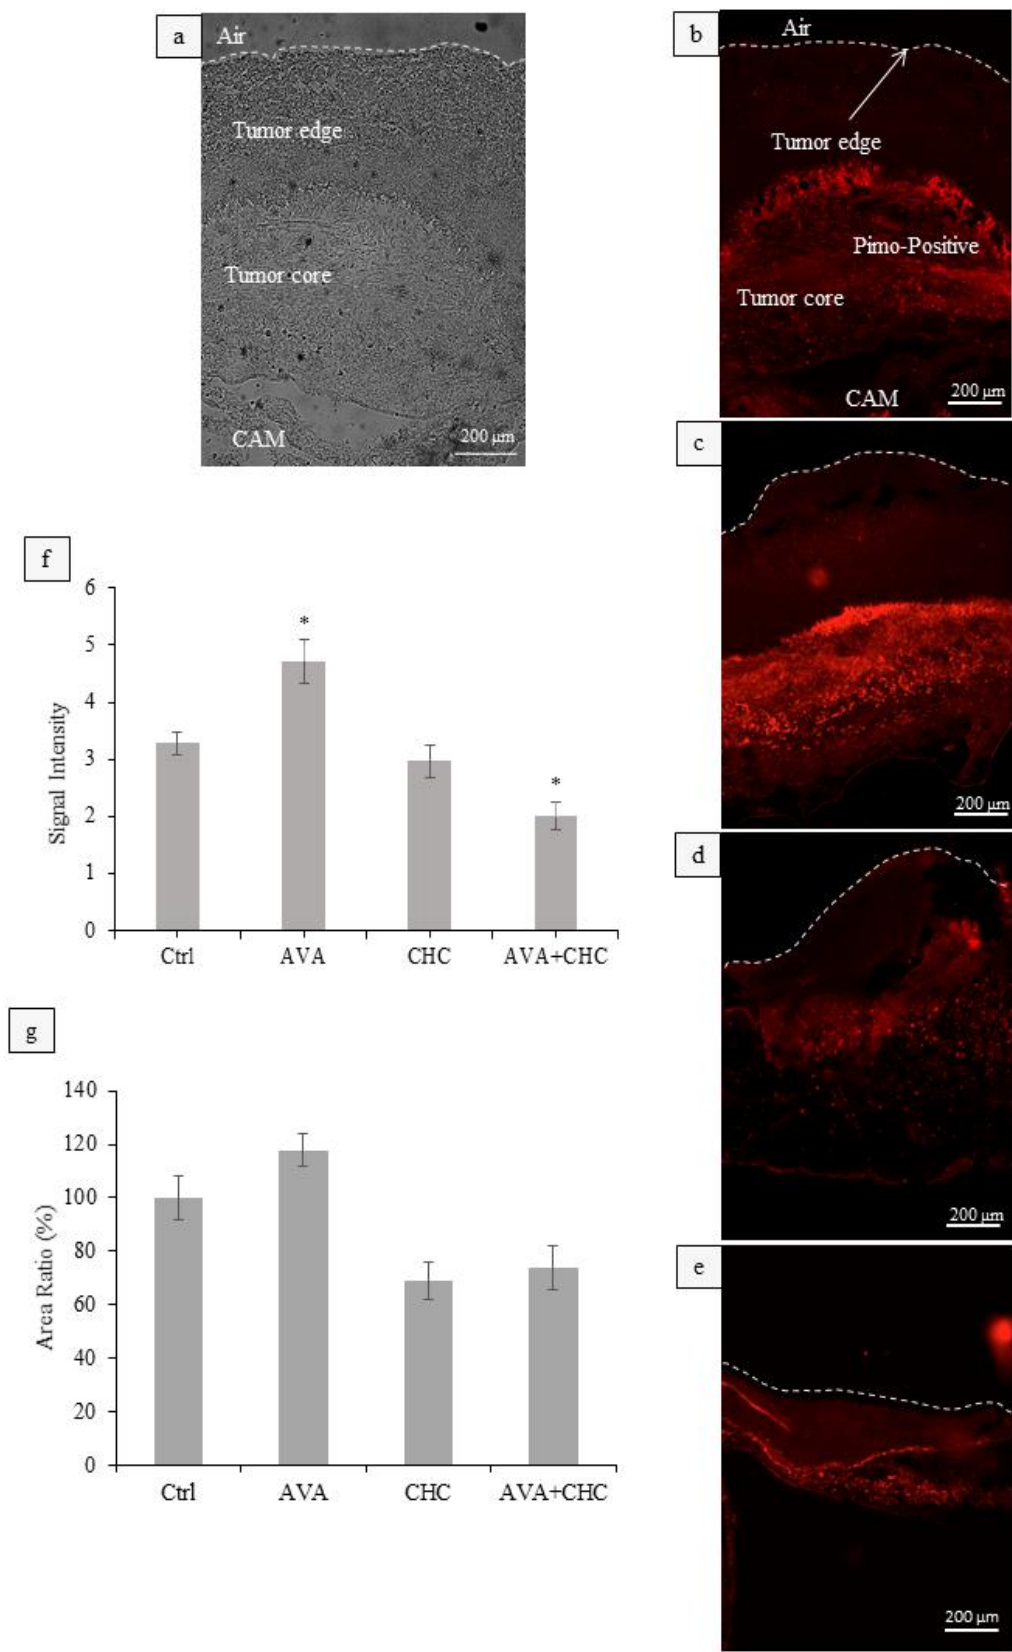 a
Air
Tumor edge
Tumor core
CAM
200 µm
b
Air
Tumor edge
Pimo-Positive
Tumor core
CAM
200 µm
c
200 µm
d
200 µm
e
200 µm
f
6
5
4
3
2
1
0
Signal Intensity
*
*
Ctrl
AVA
CHC
AVA+CHC
g
140
120
100
80
60
40
20
0
Area Ratio (%)
Ctrl
AVA
CHC
AVA+CHC